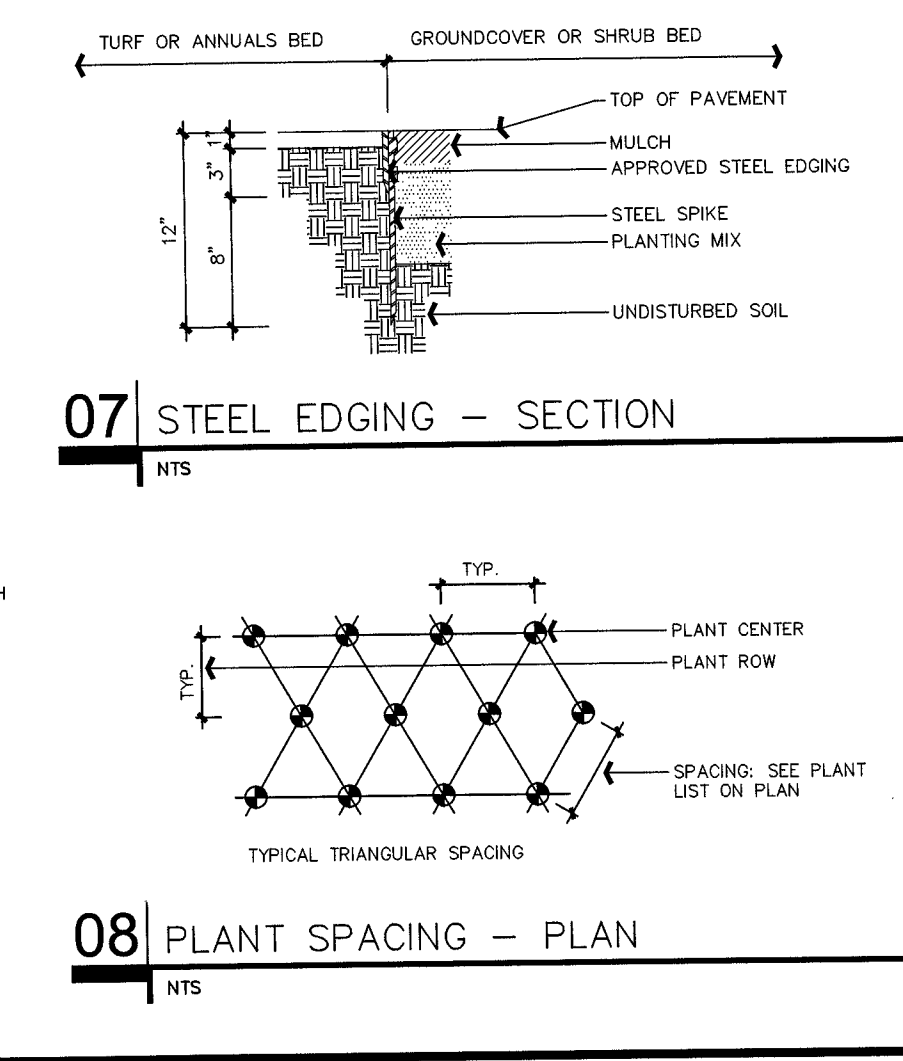 TURF OR ANNUALS BED
GROUNDCOVER OR SHRUB BED
TOP OF PAVEMENT
MULCH
APPROVED STEEL EDGING
STEEL SPIKE
PLANTING MIX
UNDISTURBED SOIL
1"
3"
12"
8"
07 STEEL EDGING – SECTION
NTS
H
TYP.
PLANT CENTER
PLANT ROW
TYP.
SPACING: SEE PLANT
LIST ON PLAN
TYPICAL TRIANGULAR SPACING
08 PLANT SPACING – PLAN
NTS